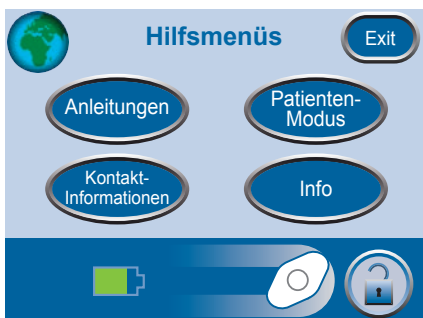 Hilfsmenüs
Exit
Anleitungen
Patienten-
Modus
Kontakt-
Informationen
Info